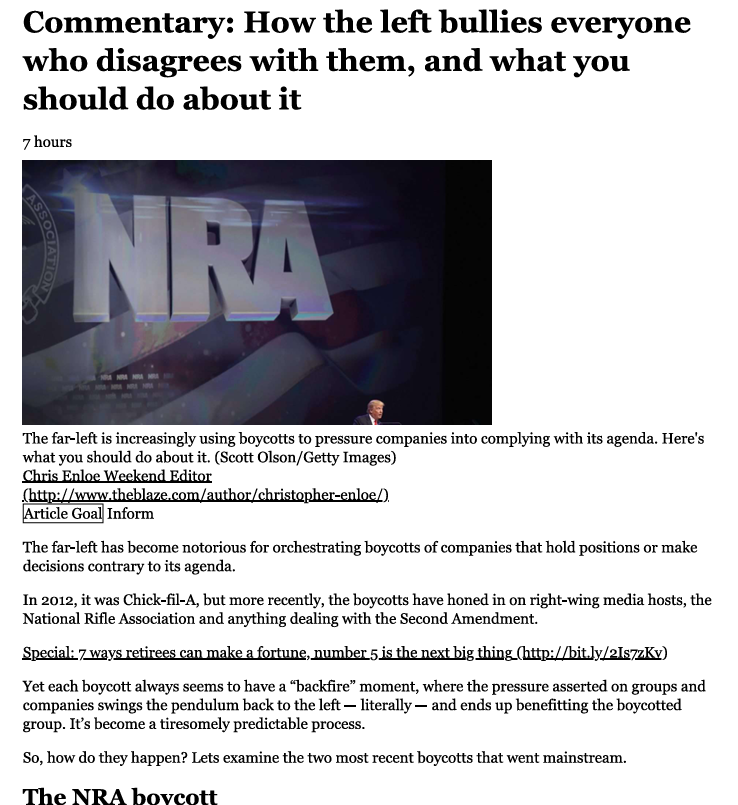 Commentary: How the left bullies everyone
who disagrees with them, and what you
should do about it
7 hours
ASSOCIATION
NRA
The far-left is increasingly using boycotts to pressure companies into complying with its agenda. Here's
what you should do about it. (Scott Olson/Getty Images)
Chris Enloe Weekend Editor
(http://www.theblaze.com/author/christopher-enloe/)
Article Goal Inform
The far-left has become notorious for orchestrating boycotts of companies that hold positions or make
decisions contrary to its agenda.
In 2012, it was Chick-fil-A, but more recently, the boycotts have honed in on right-wing media hosts, the
National Rifle Association and anything dealing with the Second Amendment.
Special: 7 ways retirees can make a fortune, number 5 is the next big thing (http://bit.ly/2Is7zKv)
Yet each boycott always seems to have a “backfire” moment, where the pressure asserted on groups and
companies swings the pendulum back to the left — literally — and ends up benefitting the boycotted
group. It’s become a tiresomely predictable process.
So, how do they happen? Lets examine the two most recent boycotts that went mainstream.
The NRA boycott